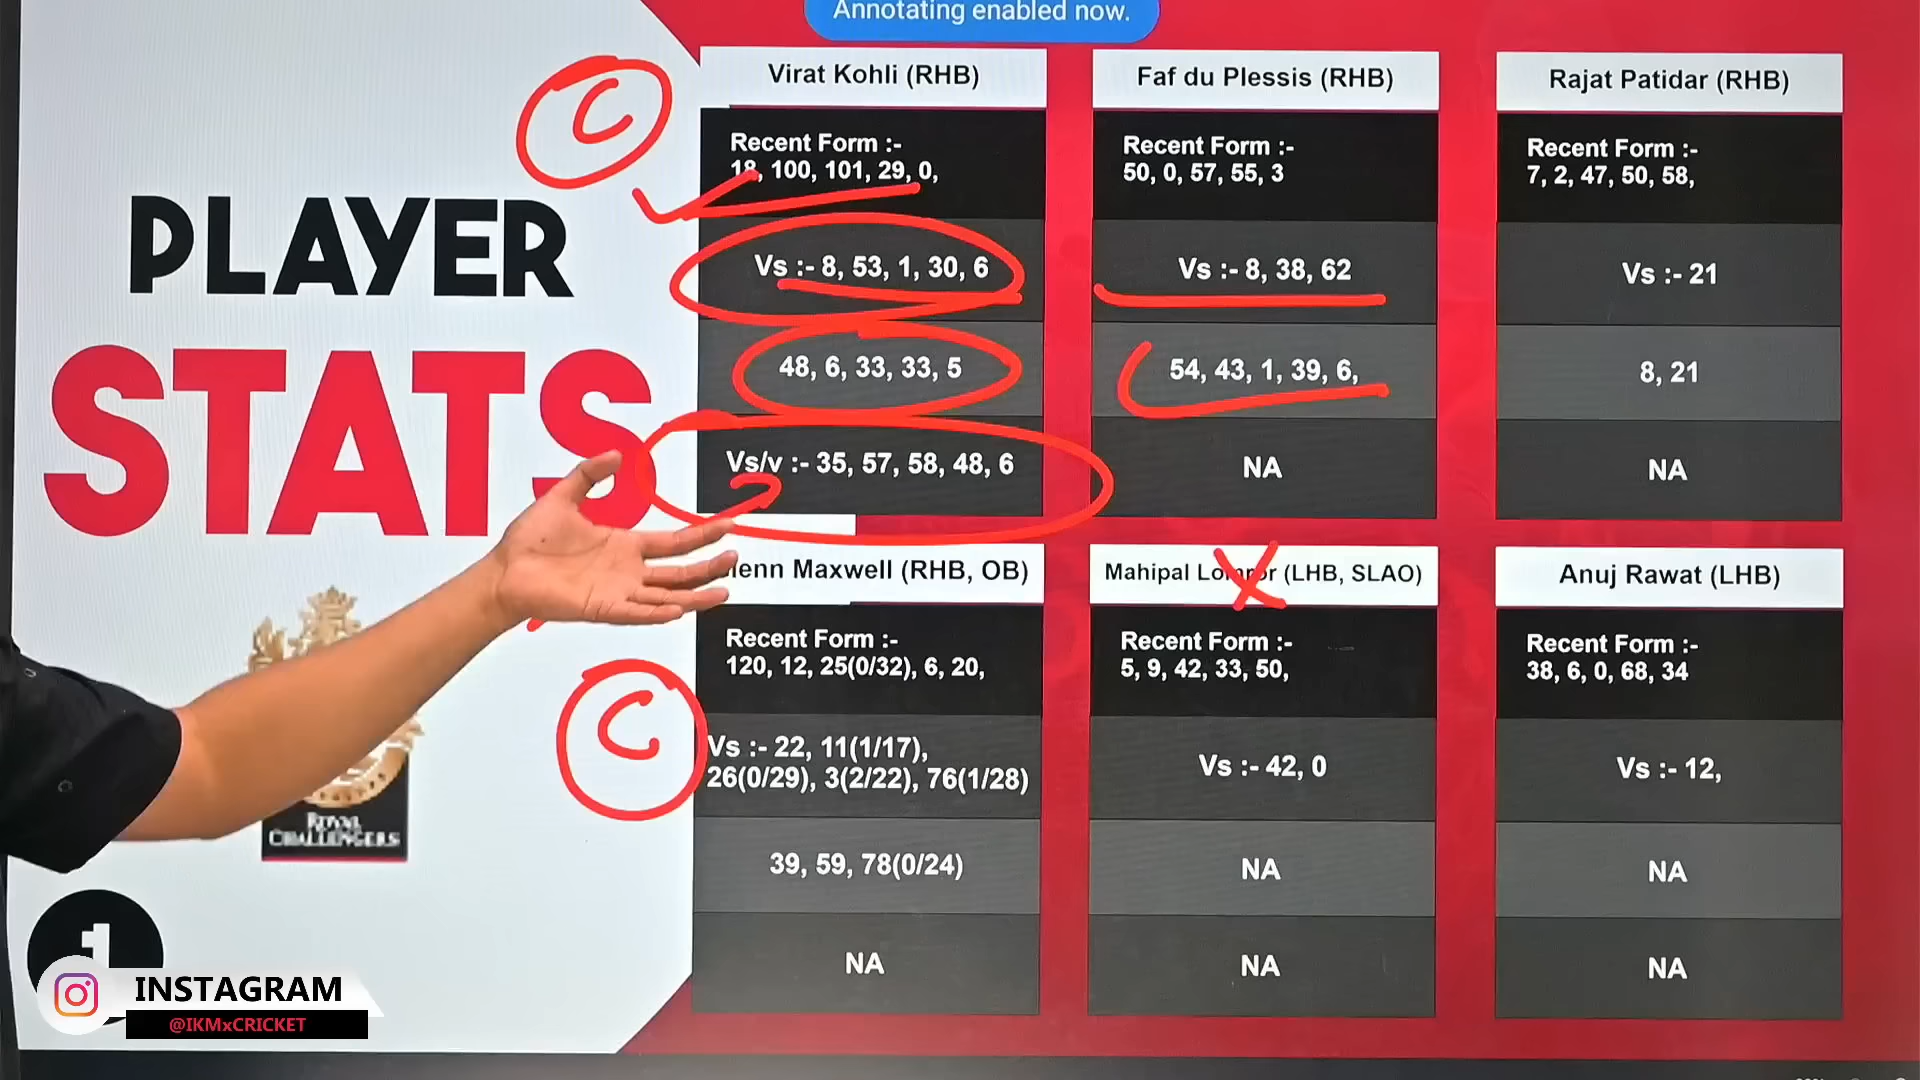 Annotating enabled now.
PLAYER
STATS
ROYAL
CHALLENGERS
1
INSTAGRAM
@IKMxCRICKET
C
Virat Kohli (RHB)
Recent Form :-
18, 100, 101, 29, 0,
Vs :- 8, 53, 1, 30, 6
48, 6, 33, 33, 5
Vs/v :- 35, 57, 58, 48, 6
Faf du Plessis (RHB)
Recent Form :-
50, 0, 57, 55, 3
Vs :- 8, 38, 62
54, 43, 1, 39, 6,
NA
Rajat Patidar (RHB)
Recent Form :-
7, 2, 47, 50, 58,
Vs :- 21
8, 21
NA
C
Maxwell (RHB, OB)
Recent Form :-
120, 12, 25(0/32), 6, 20,
Vs :- 22, 11(1/17),
26(0/29), 3(2/22), 76(1/28)
39, 59, 78(0/24)
NA
Mahipal Lomror (LHB, SLAO)
Recent Form :-
5, 9, 42, 33, 50,
Vs :- 42, 0
NA
NA
Anuj Rawat (LHB)
Recent Form :-
38, 6, 0, 68, 34
Vs :- 12,
NA
NA